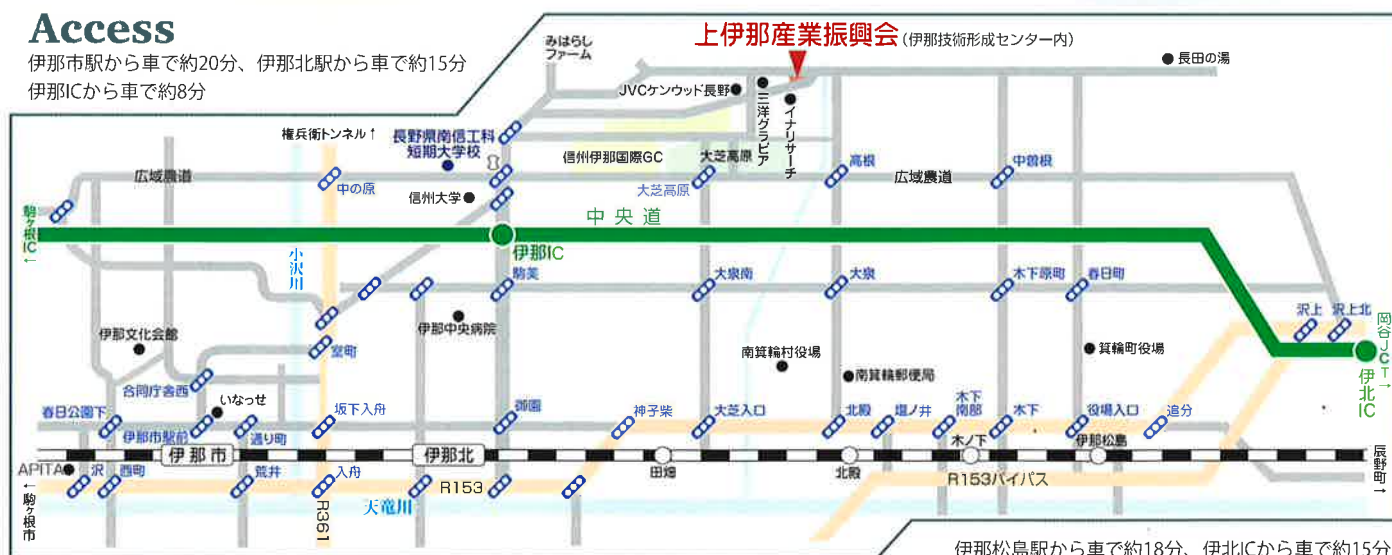 Access
伊那市駅から車で約20分、伊那北駅から車で約15分
伊那ICから車で約8分
上伊那産業振興会(伊那技術形成センター内)
みはらし
ファーム
長田の湯
JVCケンウッド長野
三洋グラビア
イナリサーチ
権兵衛トンネル↑
長野県南信工科
短期大学校
信州伊那国際GC
大芝高原
高根
中曽根
広域農道
中の原
信州大学
大芝高原
広域農道
駒ヶ根IC
←
中央道
伊那IC
小沢川
駒美
大泉南
大泉
木下原町
春日町
沢上
沢上北
岡谷JCT→
伊那文化会館
伊那中央病院
室町
南箕輪村役場
箕輪町役場
伊北IC
合同庁舎西
南箕輪郵便局
いなっせ
春日公園下
伊那市駅前
通り町
坂下入舟
御園
神子柴
大芝入口
北殿
塩ノ井
木下
南部
木下
役場入口
追分
伊那市
伊那北
田畑
北殿
木ノ下
伊那松島
APITA
沢
西町
荒井
入舟
R153
R153バイパス
辰野町→
←駒ヶ根市
R361
天竜川
伊那松島駅から車で約18分、伊北ICから車で約15分